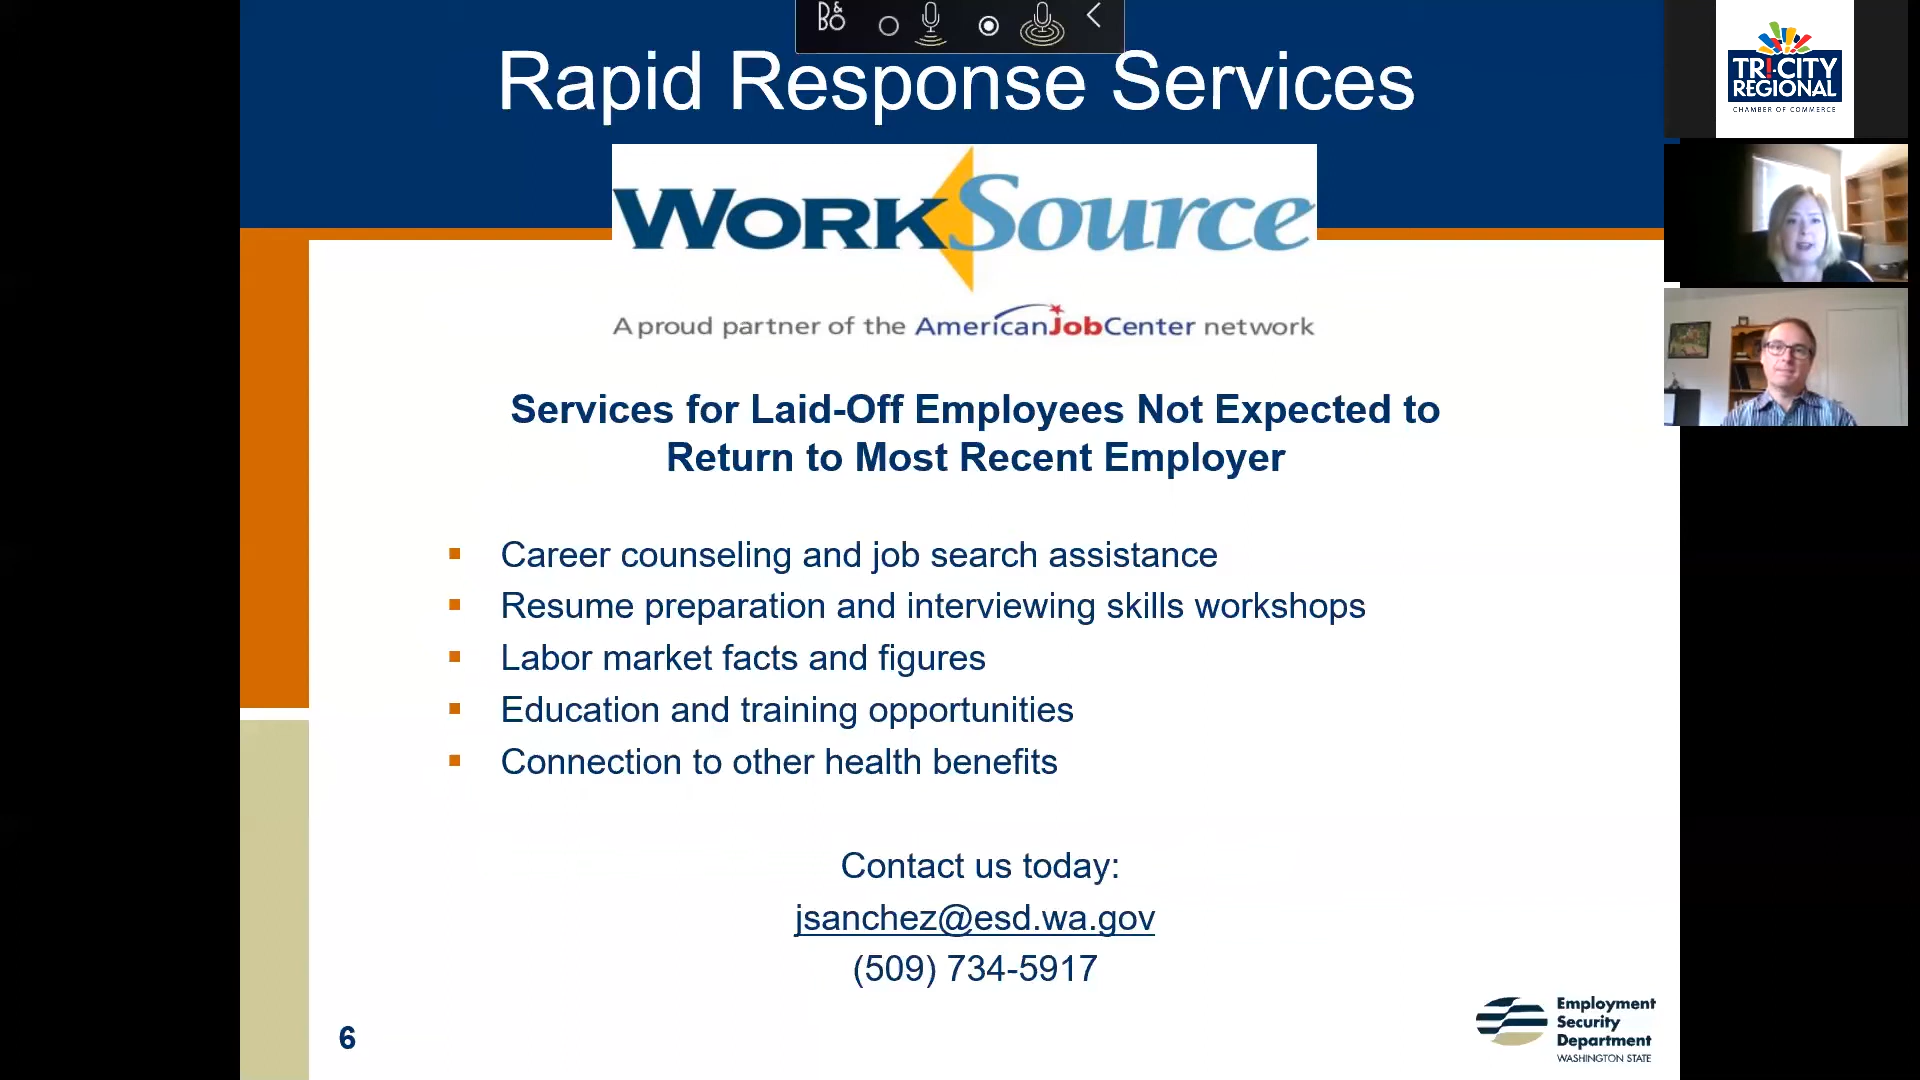 B&O
Rapid Response Services
TR!-CITY
REGIONAL
CHAMBER OF COMMERCE
WORKSource
A proud partner of the AmericanJobCenter network
Services for Laid-Off Employees Not Expected to
Return to Most Recent Employer
▪ Career counseling and job search assistance
▪ Resume preparation and interviewing skills workshops
▪ Labor market facts and figures
▪ Education and training opportunities
▪ Connection to other health benefits
Contact us today:
jsanchez@esd.wa.gov
(509) 734-5917
6
Employment
Security
Department
WASHINGTON STATE